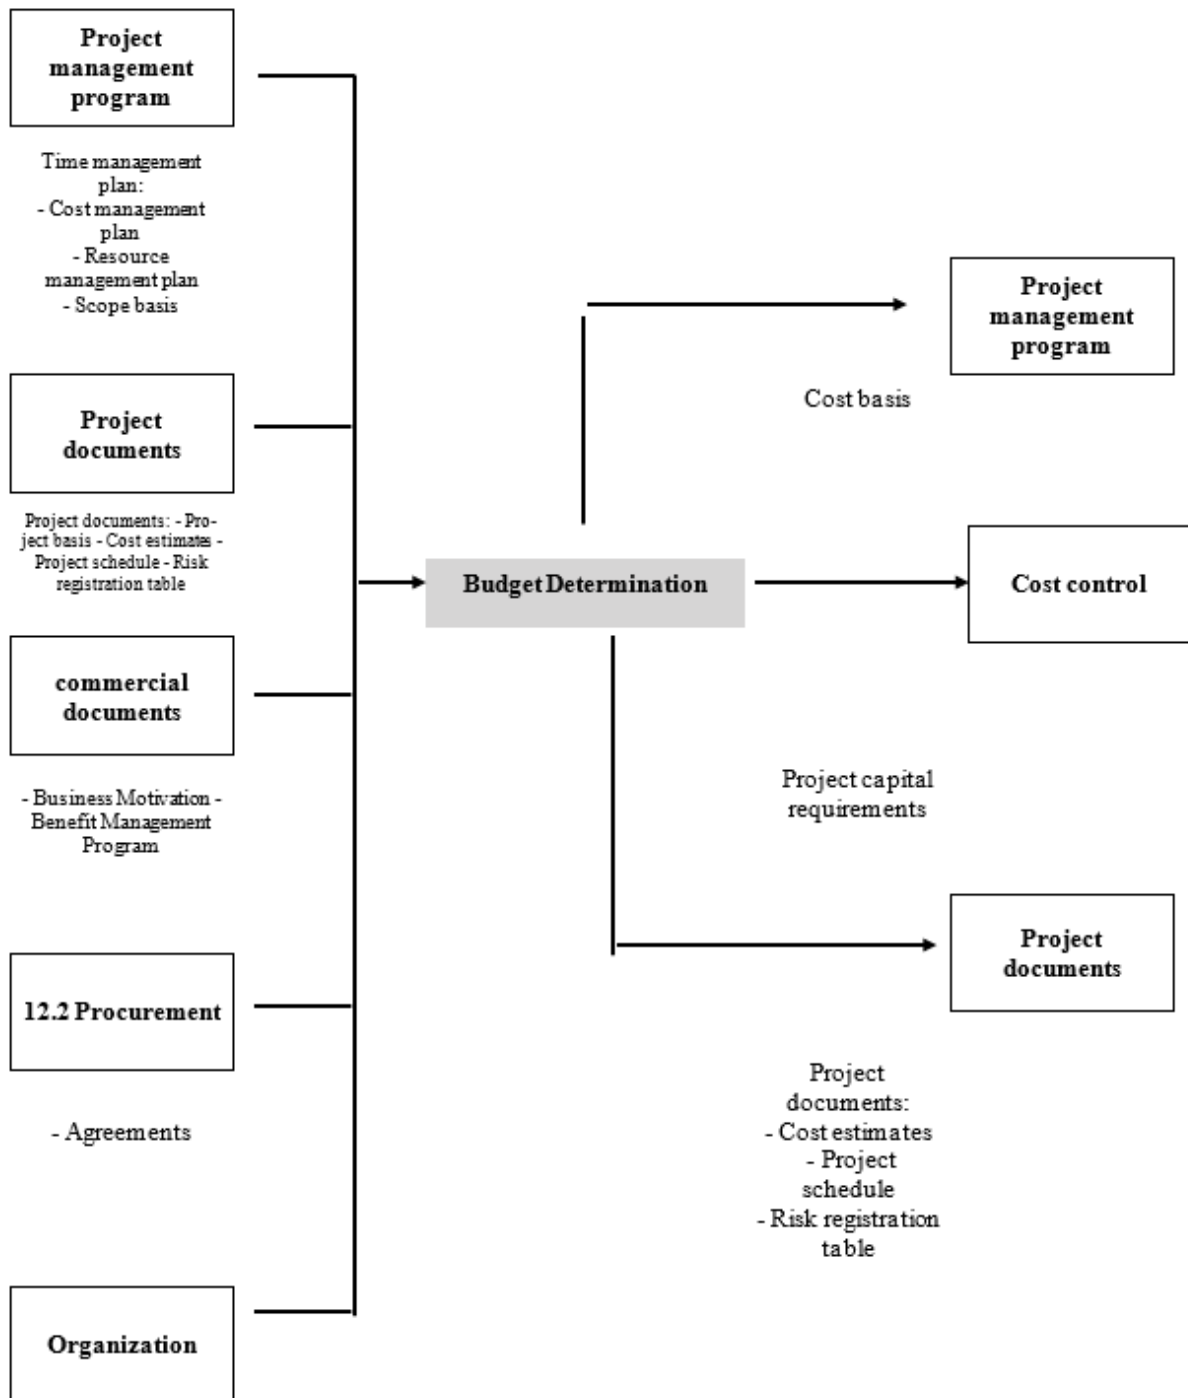 Project
management
program
Time management
plan:
- Cost management
plan
- Resource
management plan
- Scope basis
Project
documents
Project documents: - Pro-
ject basis - Cost estimates -
Project schedule - Risk
registration table
commercial
documents
- Business Motivation -
Benefit Management
Program
12.2 Procurement
- Agreements
Organization
Budget Determination
Project
management
program
Cost basis
Cost control
Project capital
requirements
Project
documents
Project
documents:
- Cost estimates
- Project
schedule
- Risk registration
table